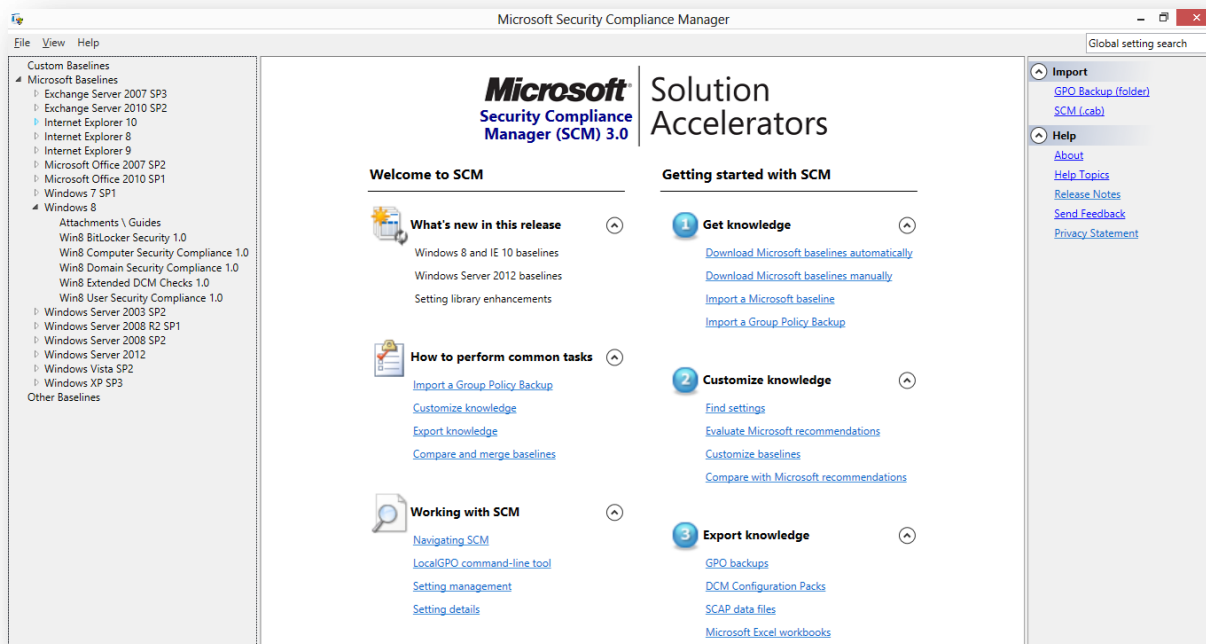 Microsoft Security Compliance Manager
File View Help
Global setting search
Custom Baselines
Microsoft Baselines
Exchange Server 2007 SP3
Exchange Server 2010 SP2
Internet Explorer 10
Internet Explorer 8
Internet Explorer 9
Microsoft Office 2007 SP2
Microsoft Office 2010 SP1
Windows 7 SP1
Windows 8
Attachments \ Guides
Win8 BitLocker Security 1.0
Win8 Computer Security Compliance 1.0
Win8 Domain Security Compliance 1.0
Win8 Extended DCM Checks 1.0
Win8 User Security Compliance 1.0
Windows Server 2003 SP2
Windows Server 2008 R2 SP1
Windows Server 2008 SP2
Windows Server 2012
Windows Vista SP2
Windows XP SP3
Other Baselines
Microsoft
Security Compliance
Manager (SCM) 3.0
Solution
Accelerators
Welcome to SCM
What's new in this release
Windows 8 and IE 10 baselines
Windows Server 2012 baselines
Setting library enhancements
How to perform common tasks
Import a Group Policy Backup
Customize knowledge
Export knowledge
Compare and merge baselines
Working with SCM
Navigating SCM
LocalGPO command-line tool
Setting management
Setting details
Getting started with SCM
1 Get knowledge
Download Microsoft baselines automatically
Download Microsoft baselines manually
Import a Microsoft baseline
Import a Group Policy Backup
2 Customize knowledge
Find settings
Evaluate Microsoft recommendations
Customize baselines
Compare with Microsoft recommendations
3 Export knowledge
GPO backups
DCM Configuration Packs
SCAP data files
Microsoft Excel workbooks
Import
GPO Backup (folder)
SCM (.cab)
Help
About
Help Topics
Release Notes
Send Feedback
Privacy Statement